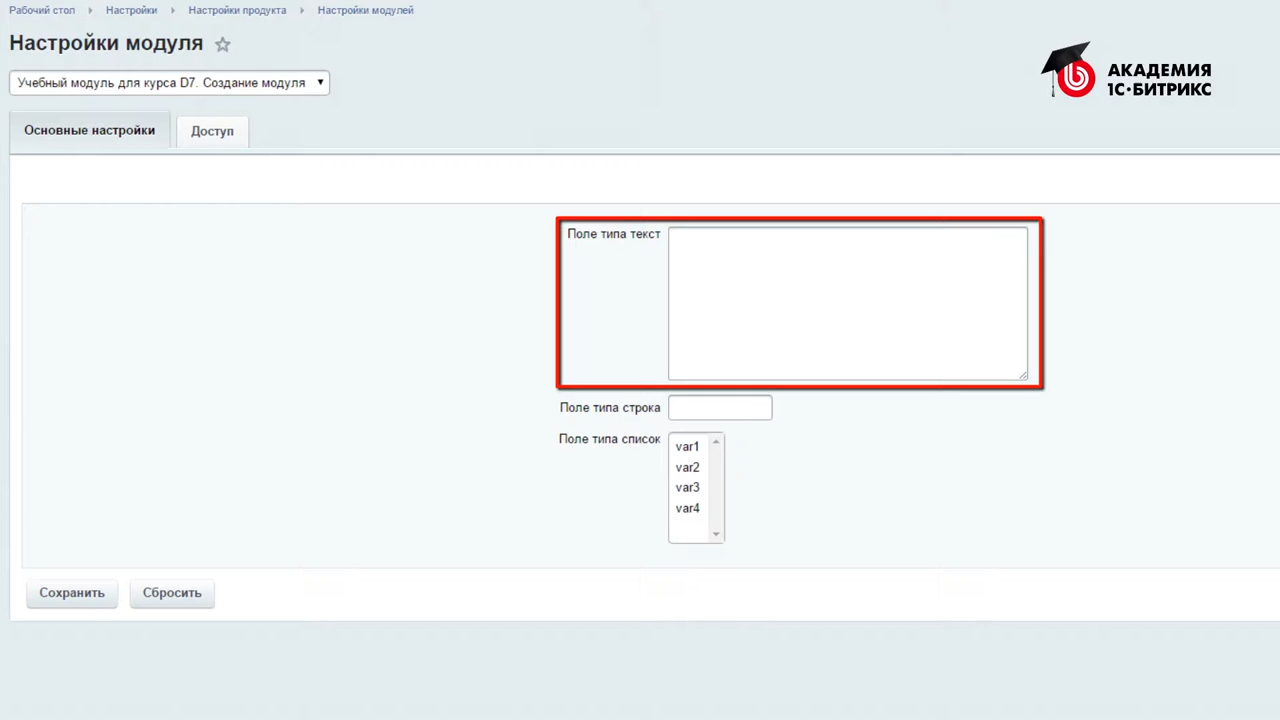 Рабочий стол Настройки Настройки продукта Настройки модулей
Настройки модуля
АКАДЕМИЯ
1С·БИТРИКС
Учебный модуль для курса D7. Создание модуля
Основные настройки Доступ
Поле типа текст
Поле типа строка
Поле типа список
var1
var2
var3
var4
Сохранить Сбросить